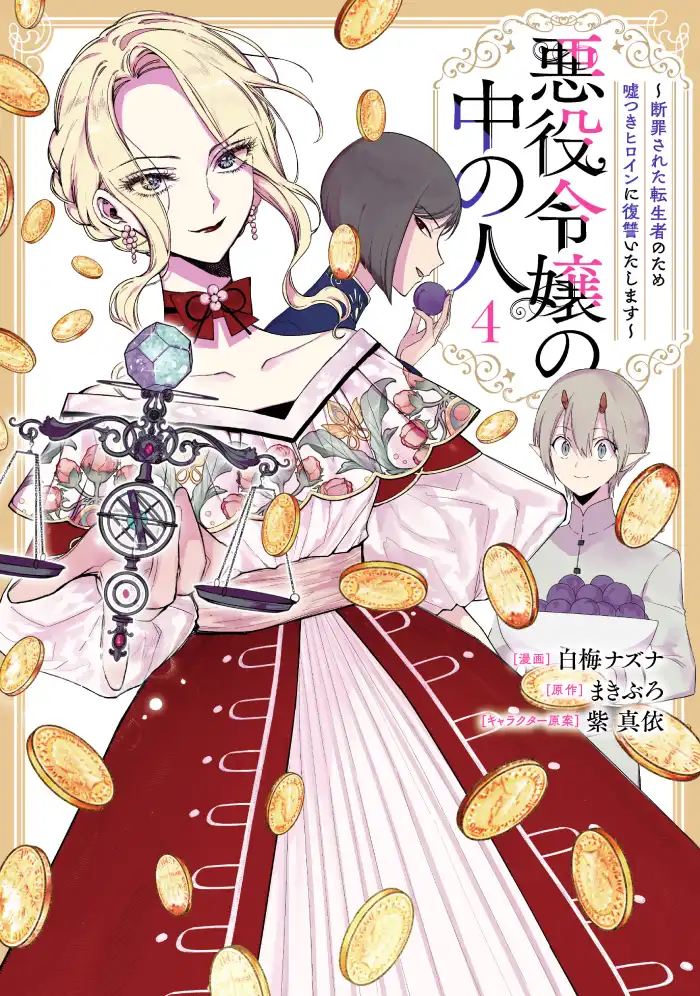 悪役令嬢の
中の人
～断罪された転生者のため
嘘つきヒロインに復讐いたします～
4
[漫画] 白梅ナズナ
[原作] まきぶろ
[キャラクター原案] 紫 真依